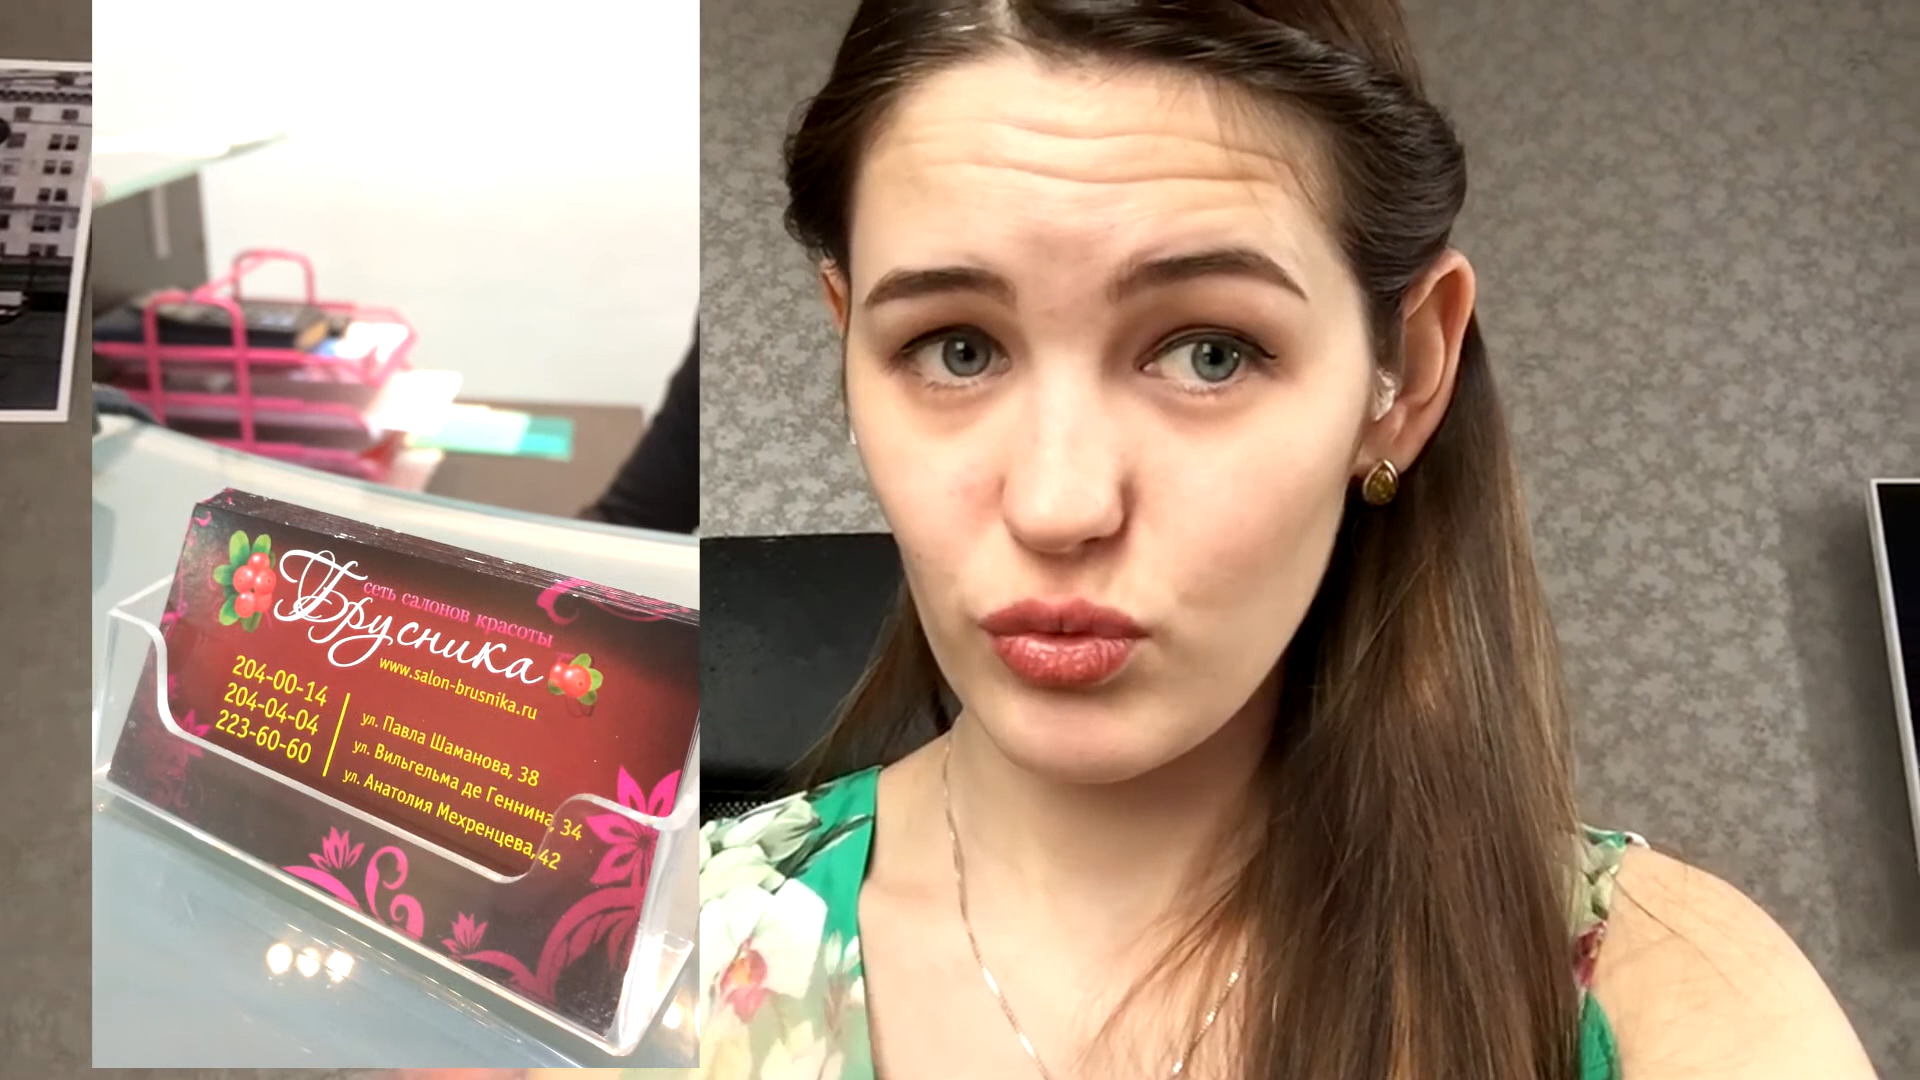 сеть салонов красоты
Брусника
www.salon-brusnika.ru
204-00-14
204-04-04
223-60-60
ул. Павла Шаманова, 38
ул. Вильгельма де Геннина, 34
ул. Анатолия Мехренцева, 42